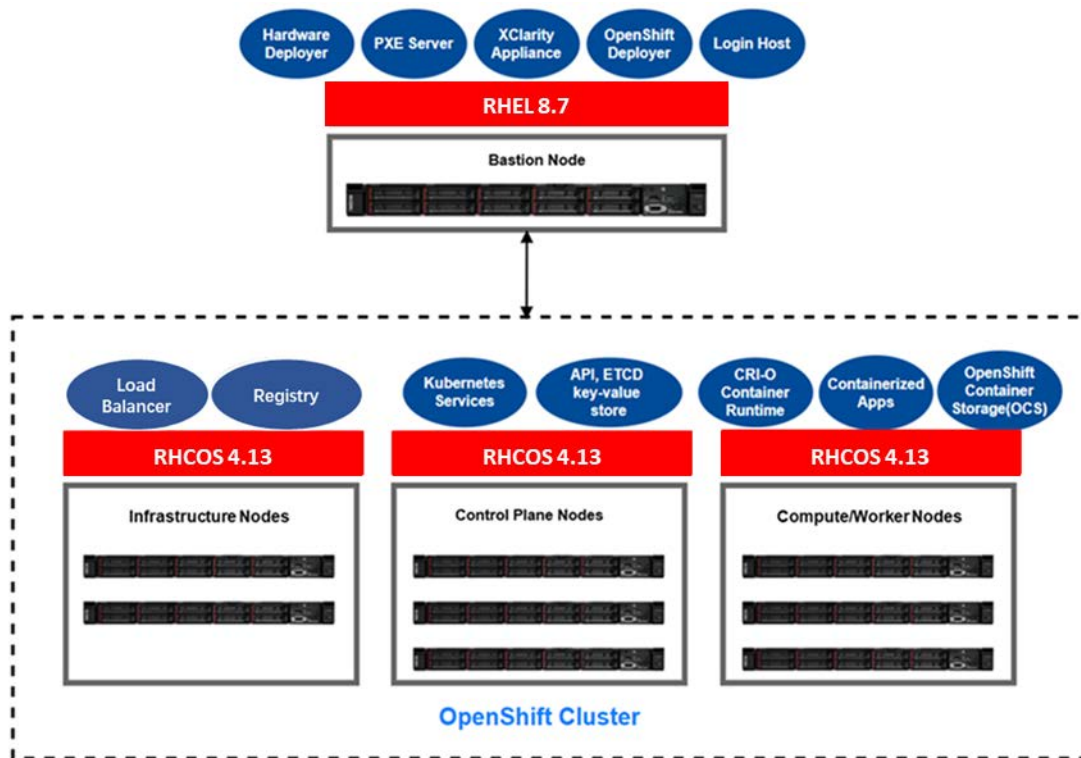 Hardware
Deployer
PXE Server
XClarity
Appliance
OpenShift
Deployer
Login Host
RHEL 8.7
Bastion Node
Load
Balancer
Registry
Kubernetes
Services
API, ETCD
key-value
store
CRI-O
Container
Runtime
Containerized
Apps
OpenShift
Container
Storage(OCS)
RHCOS 4.13
RHCOS 4.13
RHCOS 4.13
Infrastructure Nodes
Control Plane Nodes
Compute/Worker Nodes
OpenShift Cluster